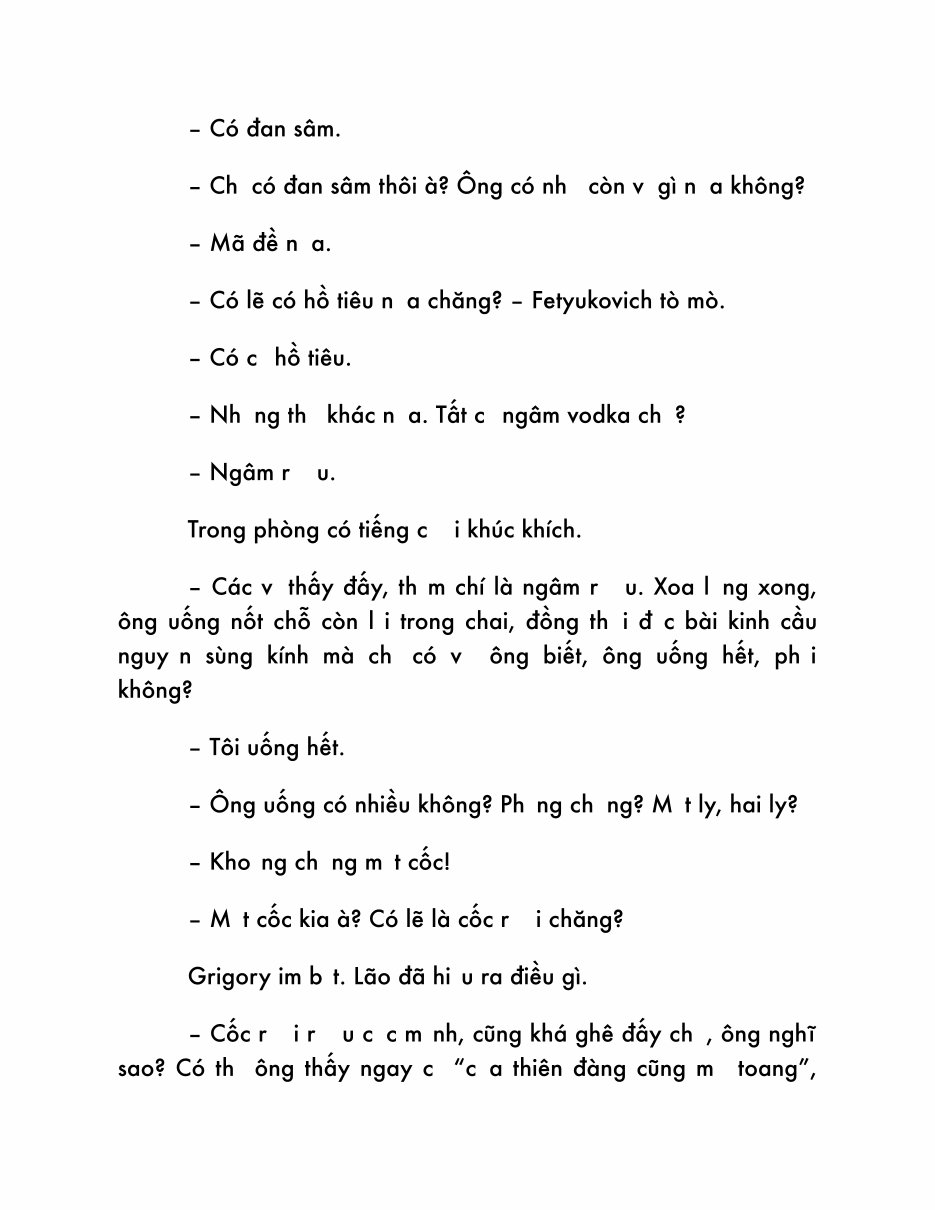 – Có đan sâm.
– Ch có đan sâm thôi à? Ông có nh còn v gì n a không?
– Mã đề n a.
– Có lẽ có hồ tiêu n a chăng? – Fetyukovich tò mò.
– Có c hồ tiêu.
– Nh ng th khác n a. Tất c ngâm vodka ch ?
– Ngâm r u.
Trong phòng có tiếng c i khúc khích.
– Các v thấy đấy, th m chí là ngâm r u. Xoa l ng xong,
ông uống nốt chỗ còn l i trong chai, đồng th i đ c bài kinh cầu
nguy n sùng kính mà ch có v ông biết, ông uống hết, ph i
không?
– Tôi uống hết.
– Ông uống có nhiều không? Ph ng ch ng? M t ly, hai ly?
– Kho ng ch ng m t cốc!
– M t cốc kia à? Có lẽ là cốc r i chăng?
Grigory im b t. Lão đã hi u ra điều gì.
– Cốc r i r u c c m nh, cũng khá ghê đấy ch , ông nghĩ
sao? Có th ông thấy ngay c “c a thiên đàng cũng m toang”,